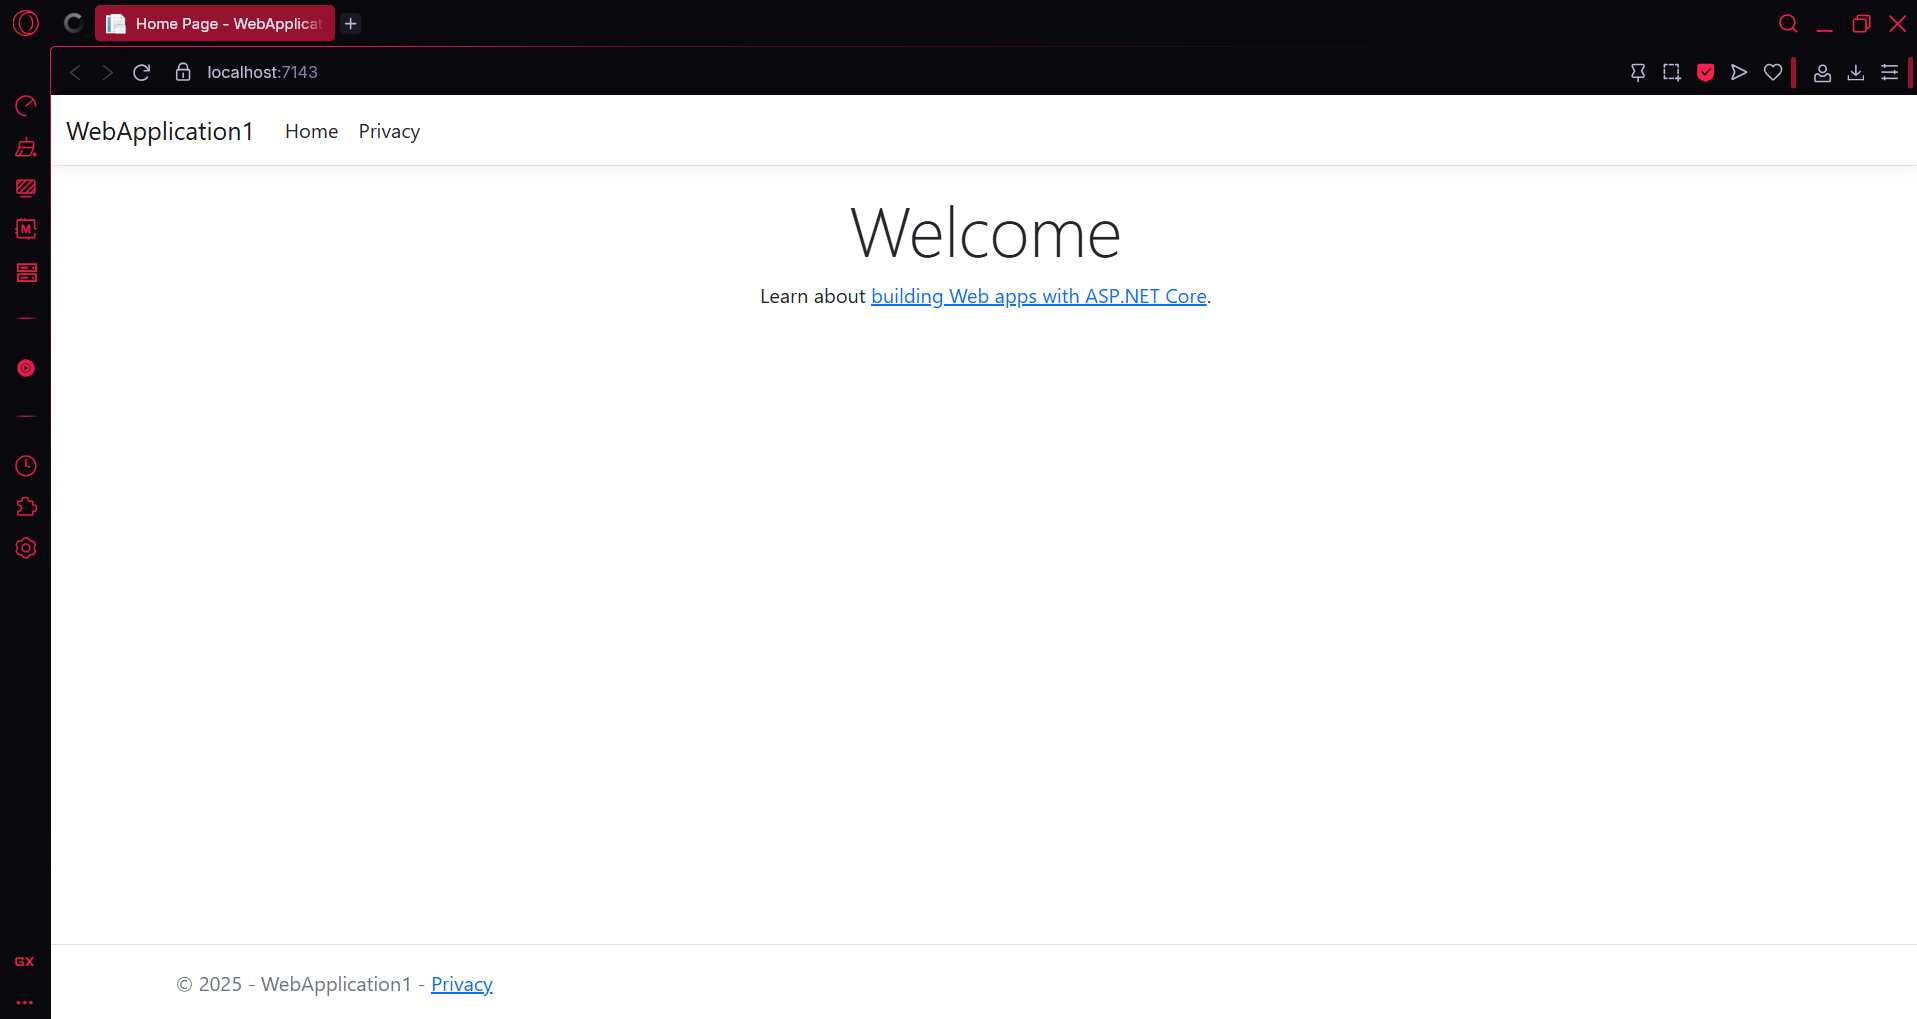 Home Page - WebApplicat
localhost:7143
WebApplication1 Home Privacy
M
Welcome
Learn about building Web apps with ASP.NET Core.
GX
© 2025 - WebApplication1 - Privacy